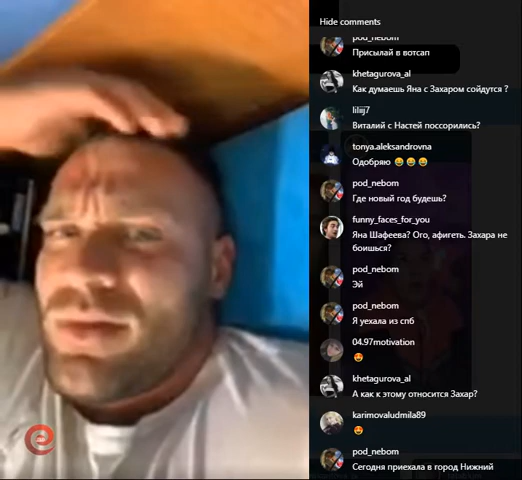 Hide comments
pod_nebom
Присылай в вотсап
khetagurova_al
Как думаешь Яна с Захаром сойдутся ?
liliij7
Виталий с Настей поссорились?
tonya.aleksandrovna
Одобряю 😄 😄 😄
pod_nebom
Где новый год будешь?
funny_faces_for_you
Яна Шафеева? Ого, афигеть. Захара не
боишься?
pod_nebom
Эй
pod_nebom
Я уехала из спб
04.97motivation
😍
khetagurova_al
А как к этому относится Захар?
karimovaludmila89
😍
pod_nebom
Сегодня приехала в город Нижний